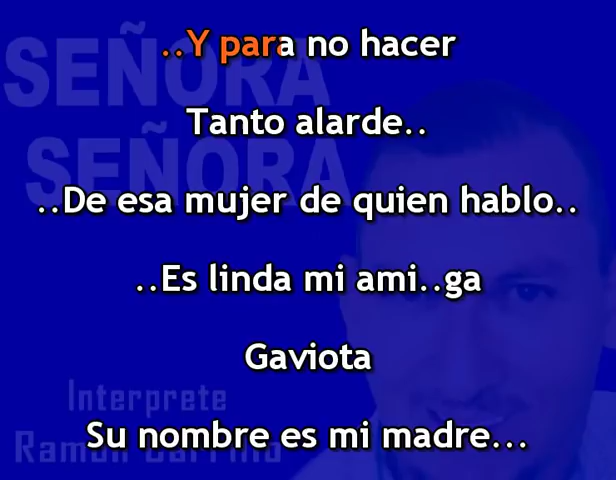 SEÑORA
SEÑORA
..Y para no hacer
Tanto alarde..
..De esa mujer de quien hablo..
..Es linda mi ami..ga
Gaviota
Su nombre es mi madre...
Interprete
Ramón Carrillo